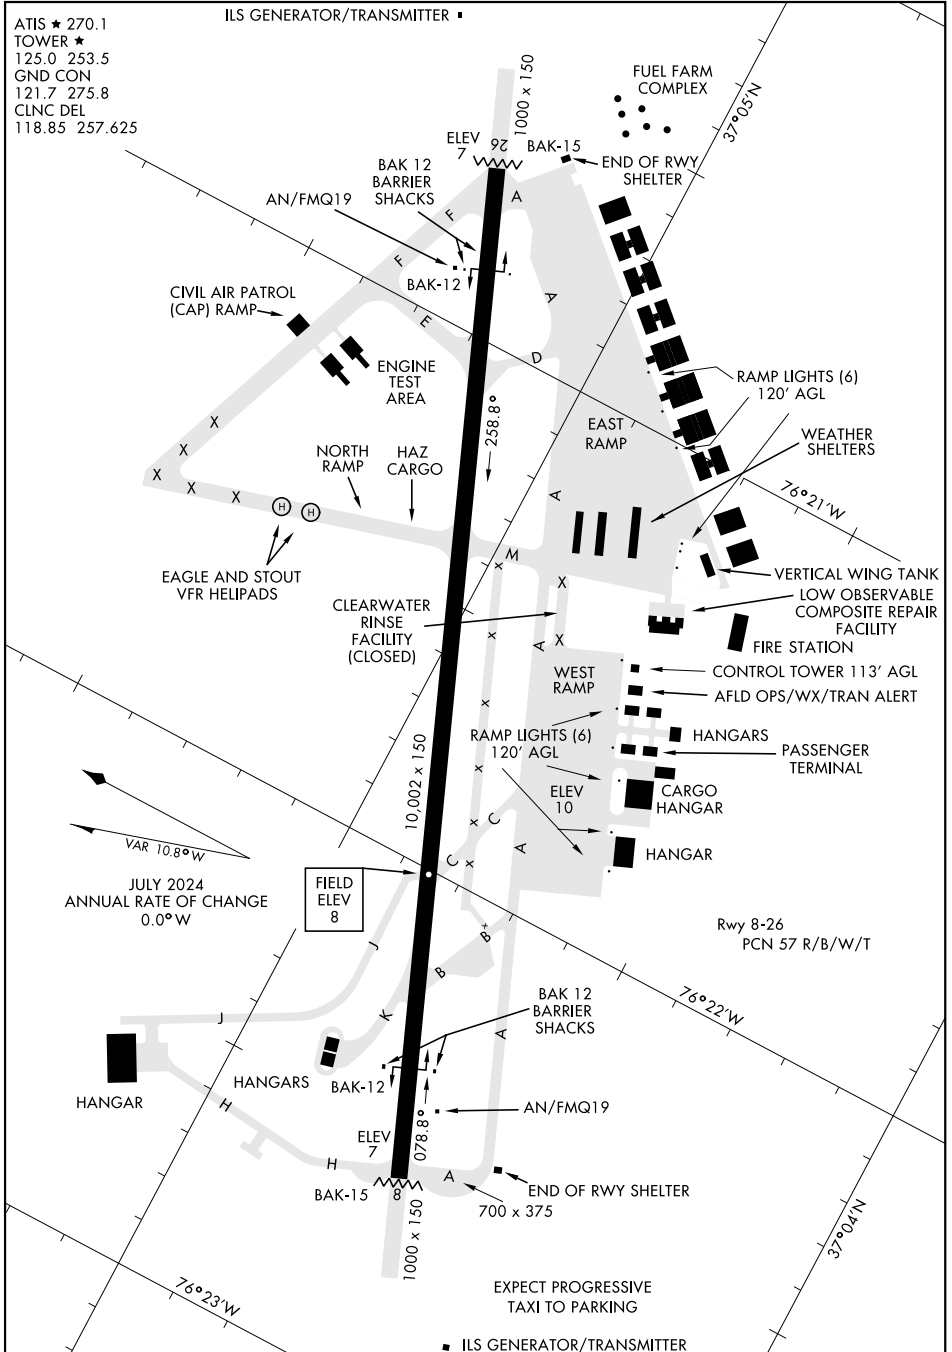 ATIS ★ 270.1
TOWER ★
125.0 253.5
GND CON
121.7 275.8
CLNC DEL
118.85 257.625
ILS GENERATOR/TRANSMITTER
1000 x 150
FUEL FARM
COMPLEX
37°05'N
ELEV
7
26
BAK-15
END OF RWY
SHELTER
BAK 12
BARRIER
SHACKS
AN/FMQ19
A
F
F
BAK-12
A
CIVIL AIR PATROL
(CAP) RAMP
E
D
ENGINE
TEST
AREA
RAMP LIGHTS (6)
120' AGL
258.8°
EAST
RAMP
WEATHER
SHELTERS
X
X
X
X
X
NORTH
RAMP
HAZ
CARGO
A
76°21'W
H
H
M
EAGLE AND STOUT
VFR HELIPADS
X
X
VERTICAL WING TANK
LOW OBSERVABLE
COMPOSITE REPAIR
FACILITY
CLEARWATER
RINSE
FACILITY
(CLOSED)
X
X
A
FIRE STATION
WEST
RAMP
CONTROL TOWER 113' AGL
AFLD OPS/WX/TRAN ALERT
X
RAMP LIGHTS (6)
120' AGL
HANGARS
PASSENGER
TERMINAL
X
10,002 x 150
ELEV
10
CARGO
HANGAR
X
C
C
A
X
HANGAR
VAR 10.8° W
JULY 2024
ANNUAL RATE OF CHANGE
0.0° W
FIELD
ELEV
8
Rwy 8-26
PCN 57 R/B/W/T
J
B
B
76°22'W
K
J
BAK 12
BARRIER
SHACKS
A
HANGARS
BAK-12
HANGAR
H
078.8°
AN/FMQ19
ELEV
7
H
A
BAK-15
8
END OF RWY SHELTER
700 x 375
1000 x 150
37°04'N
76°23'W
EXPECT PROGRESSIVE
TAXI TO PARKING
ILS GENERATOR/TRANSMITTER